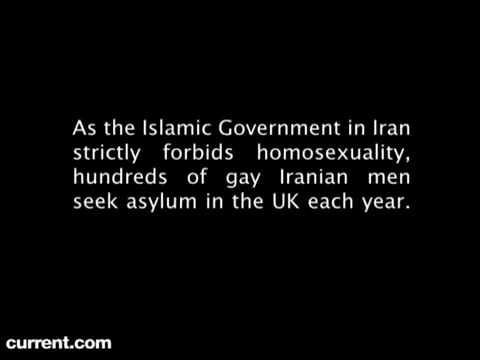 As the Islamic Government in Iran
strictly forbids homosexuality,
hundreds of gay Iranian men
seek asylum in the UK each year.
current.com